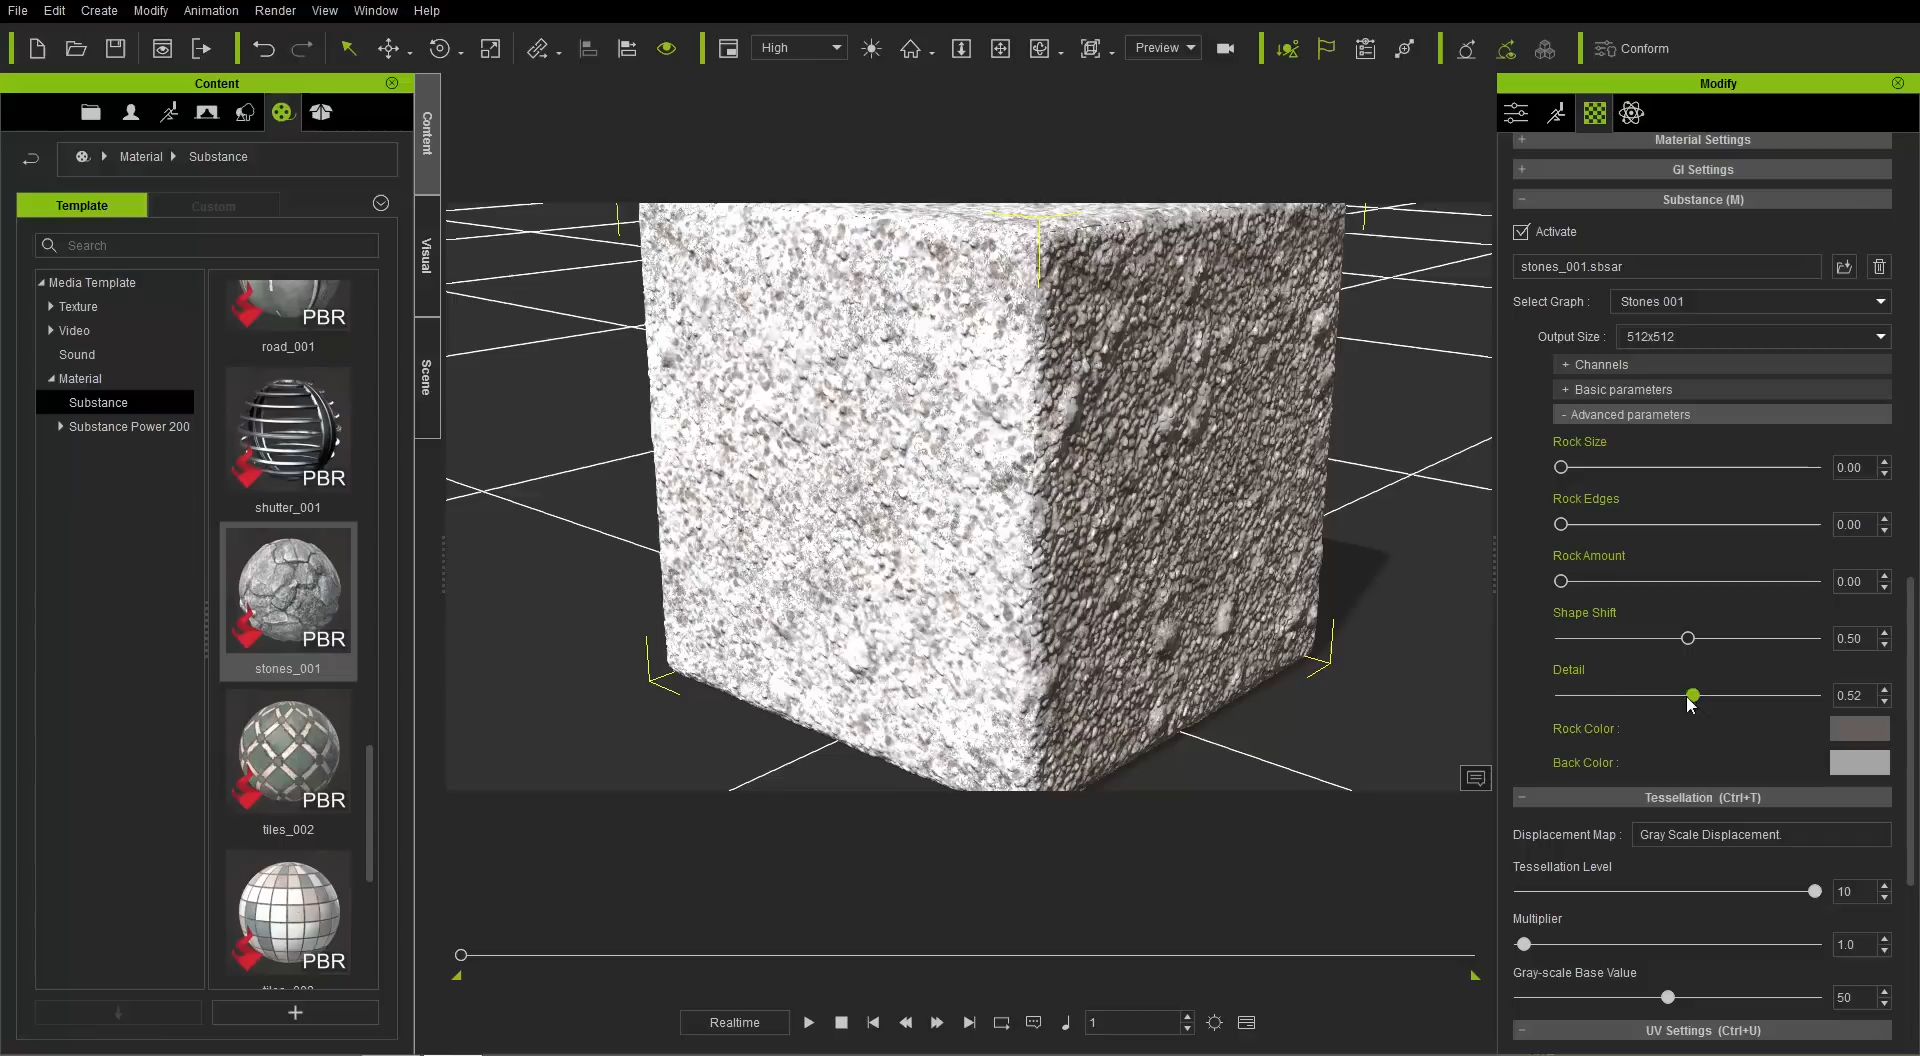 File Edit Create Modify Animation Render View Window Help
High
Preview
Conform
Content
Material Substance
Template Custom
Search
Media Template
Texture
Video
Sound
Material
Substance
Substance Power 200
PBR
road_001
PBR
shutter_001
PBR
stones_001
PBR
tiles_002
PBR
Content
Visual
Scene
Realtime
1
Modify
Material Settings
GI Settings
Substance (M)
Activate
stones_001.sbsar
Select Graph : Stones 001
Output Size : 512x512
+ Channels
+ Basic parameters
- Advanced parameters
Rock Size
0.00
Rock Edges
0.00
Rock Amount
0.00
Shape Shift
0.50
Detail
0.52
Rock Color :
Back Color :
Tessellation (Ctrl+T)
Displacement Map : Gray Scale Displacement.
Tessellation Level
10
Multiplier
1.0
Gray-scale Base Value
50
UV Settings (Ctrl+U)